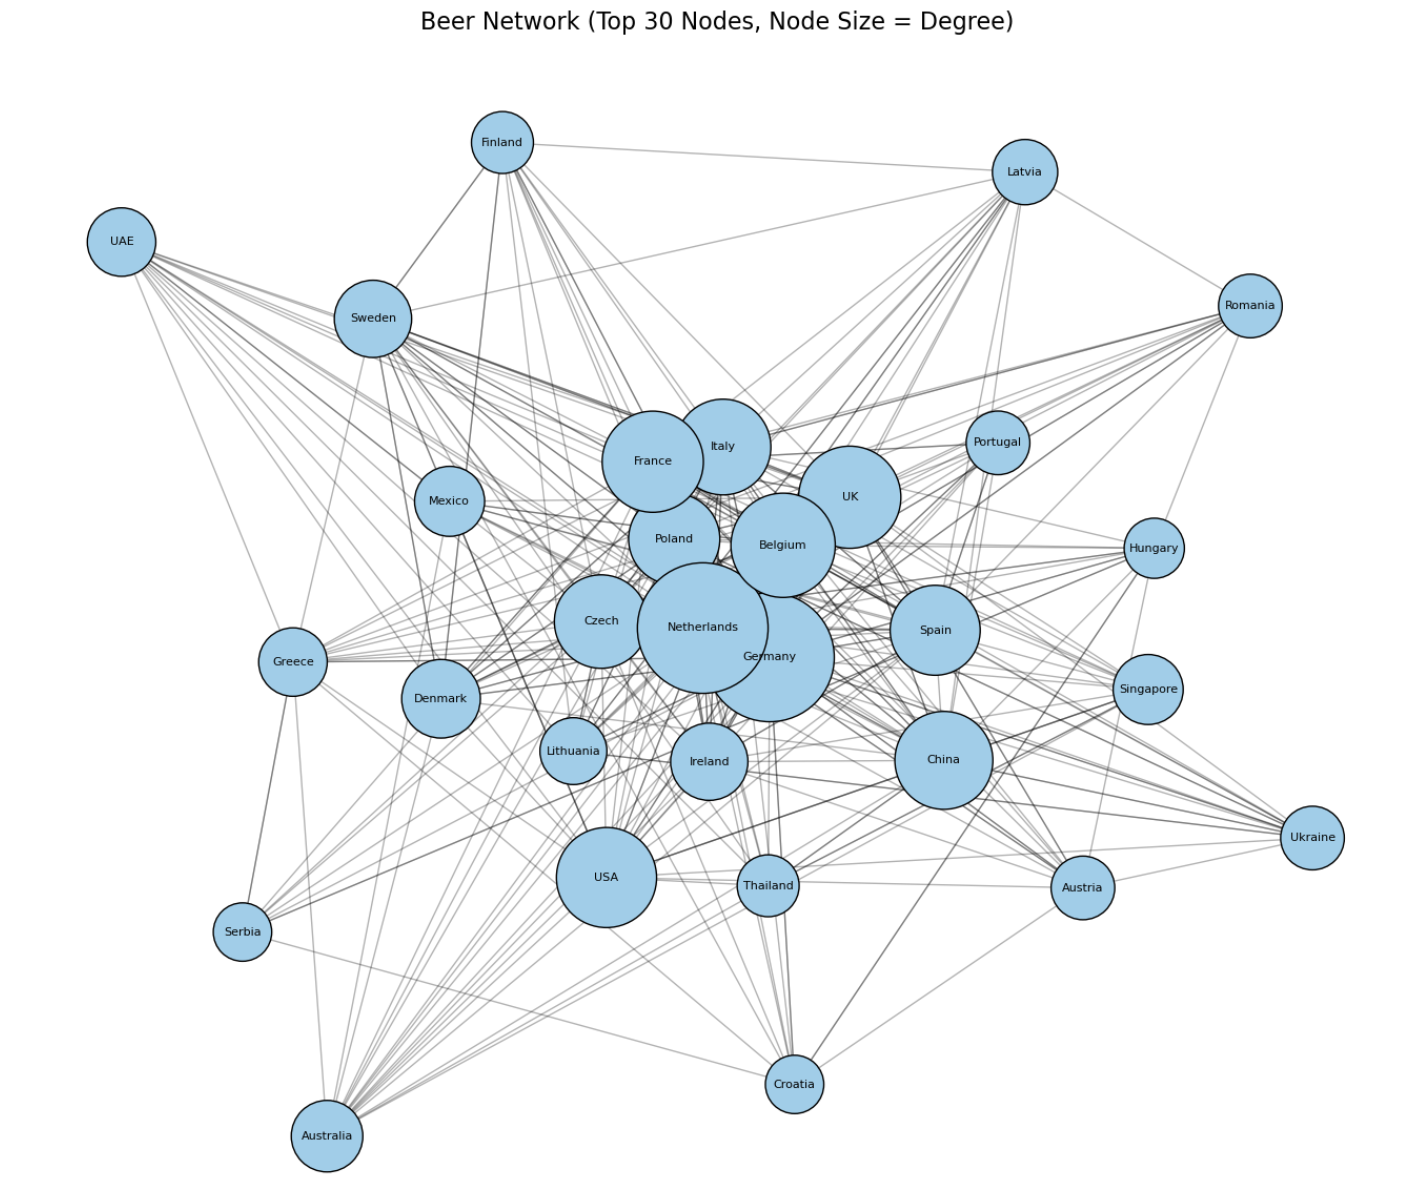 Beer Network (Top 30 Nodes, Node Size = Degree)
Finland
Latvia
UAE
Romania
Sweden
Portugal
Italy
France
UK
Mexico
Poland
Belgium
Hungary
Czech
Netherlands
Spain
Germany
Greece
Singapore
Denmark
Lithuania
Ireland
China
Ukraine
USA
Thailand
Austria
Serbia
Croatia
Australia